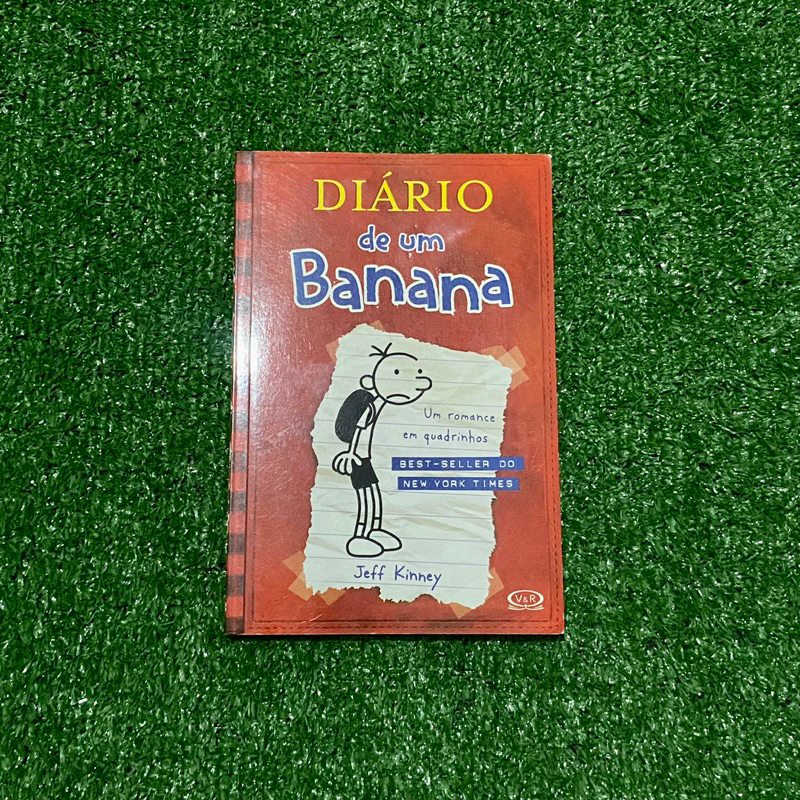 DIÁRIO
de um
Banana
Um romance
em quadrinhos
BEST-SELLER DO
NEW YORK TIMES
Jeff Kinney
V&R